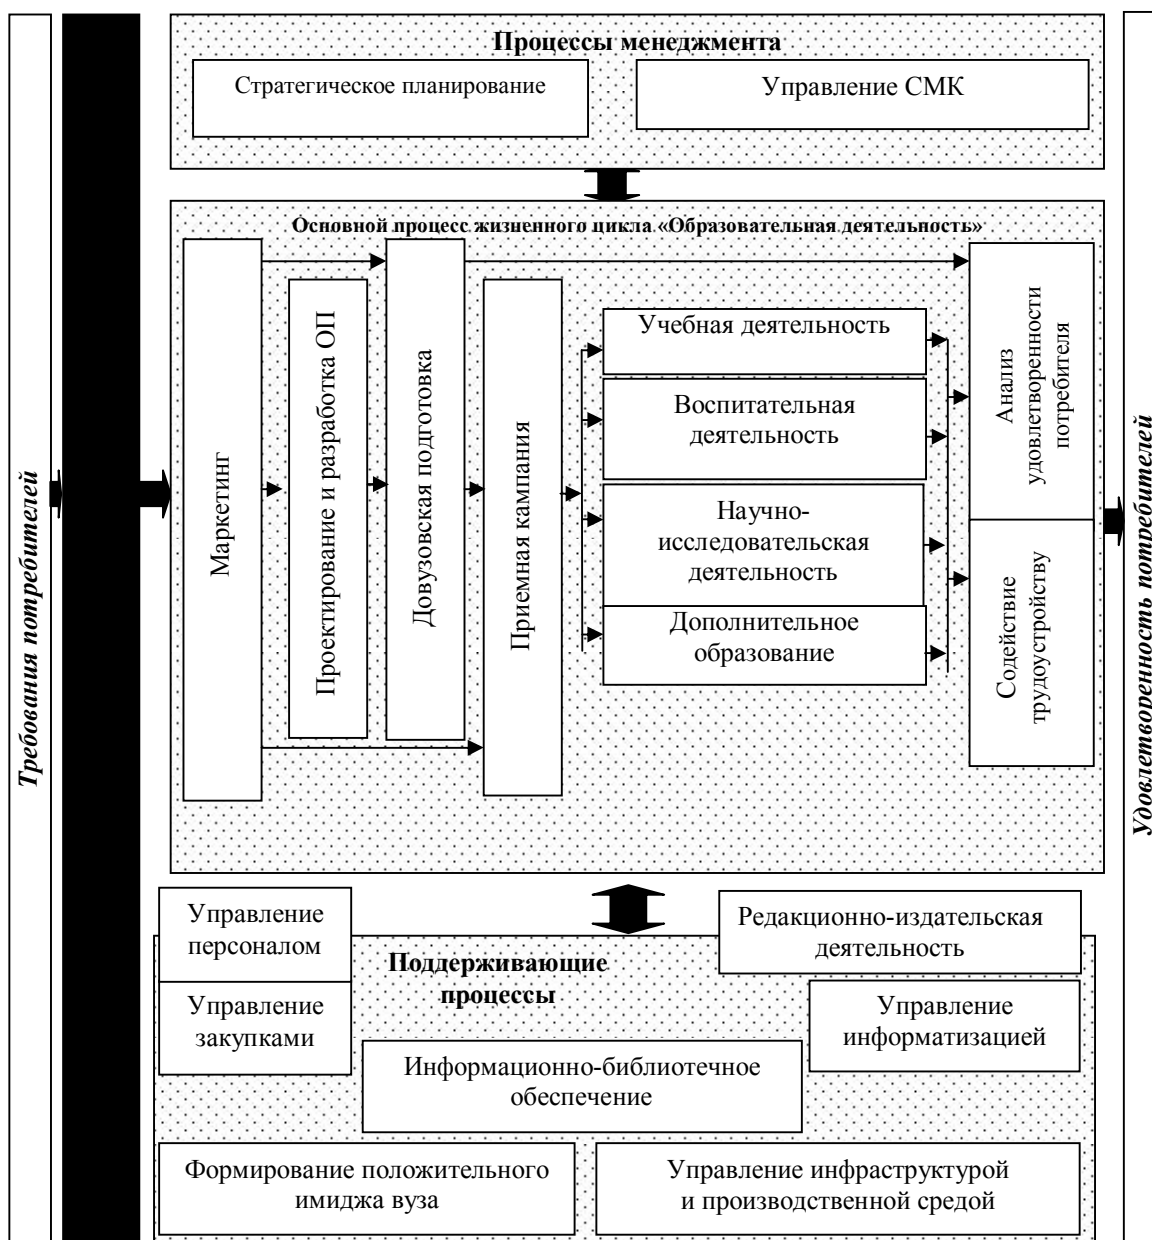 Процессы менеджмента
Стратегическое планирование
Управление СМК
Основной процесс жизненного цикла «Образовательная деятельность»
Требования потребителей
Маркетинг
Проектирование и разработка ОП
Довузовская подготовка
Приемная кампания
Учебная деятельность
Воспитательная
деятельность
Научно-
исследовательская
деятельность
Дополнительное
образование
Анализ
удовлетворенности
потребителя
Содействие
трудоустройству
Удовлетворенность потребителей
Управление
персоналом
Редакционно-издательская
деятельность
Поддерживающие
процессы
Управление
закупками
Управление
информатизацией
Информационно-библиотечное
обеспечение
Формирование положительного
имиджа вуза
Управление инфраструктурой
и производственной средой